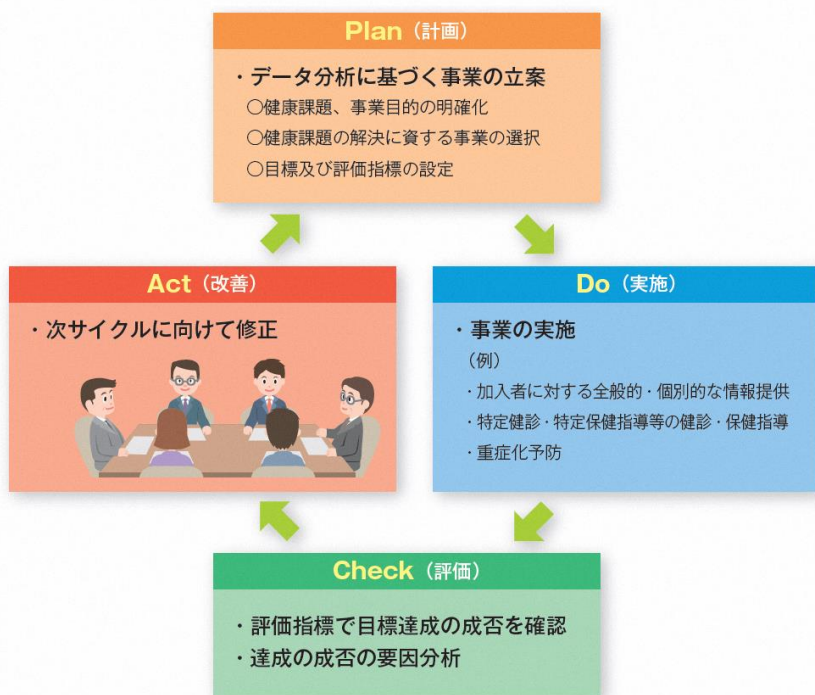 Plan（計画）
・データ分析に基づく事業の立案
○健康課題、事業目的の明確化
○健康課題の解決に資する事業の選択
○目標及び評価指標の設定
Act（改善）
・次サイクルに向けて修正
Do（実施）
・事業の実施
（例）
・加入者に対する全般的・個別的な情報提供
・特定健診・特定保健指導等の健診・保健指導
・重症化予防
Check（評価）
・評価指標で目標達成の成否を確認
・達成の成否の要因分析